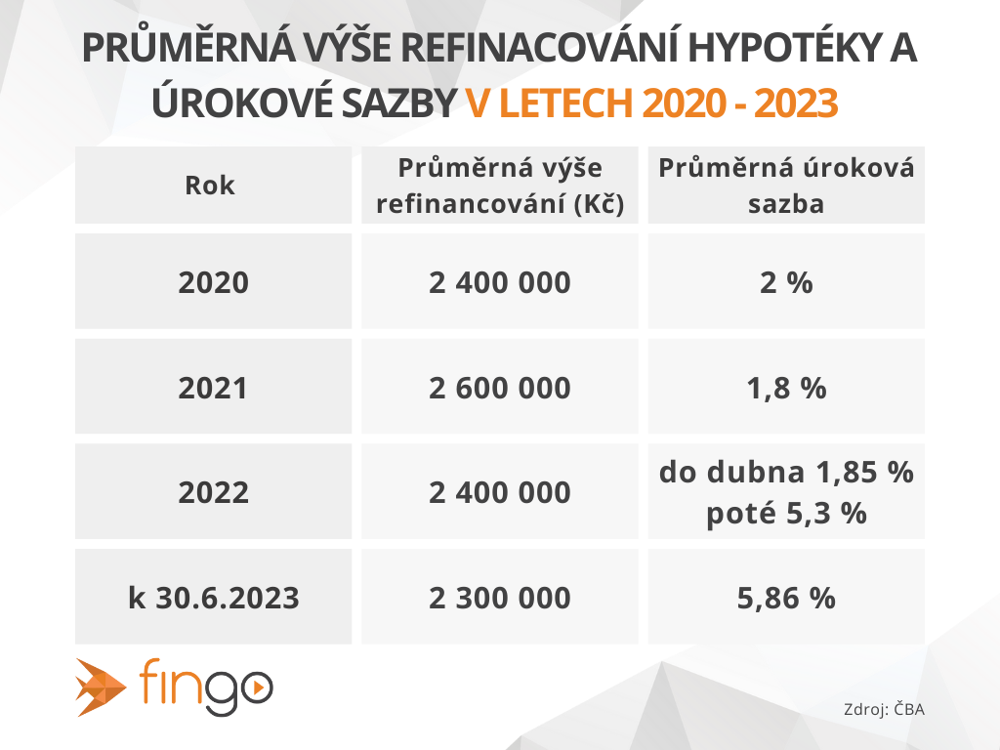 PRŮMĚRNÁ VÝŠE REFINACOVÁNÍ HYPOTÉKY A
ÚROKOVÉ SAZBY V LETECH 2020 - 2023
Rok
Průměrná výše
refinancování (Kč)
Průměrná úroková
sazba
2020
2 400 000
2 %
2021
2 600 000
1,8 %
2022
2 400 000
do dubna 1,85 %
poté 5,3 %
k 30.6.2023
2 300 000
5,86 %
fingo
Zdroj: ČBA